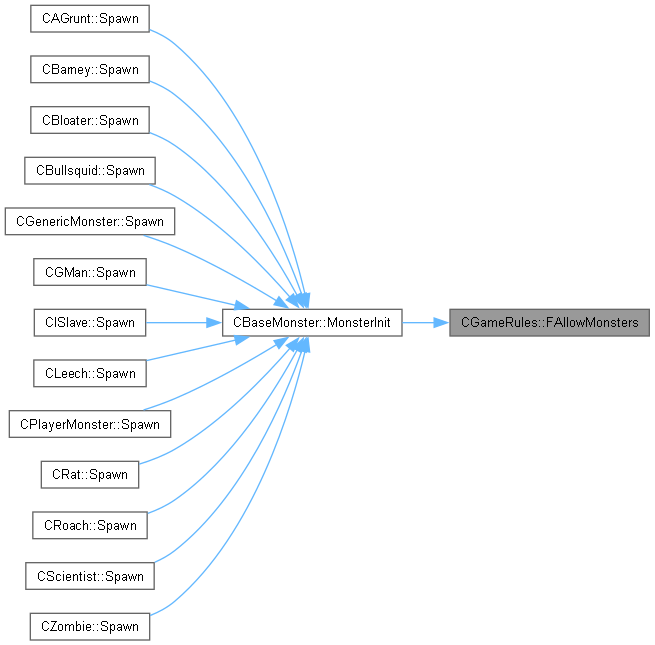 CAGrunt::Spawn
CBarney::Spawn
CBloater::Spawn
CBullsquid::Spawn
CGenericMonster::Spawn
CGMan::Spawn
CISlave::Spawn
CBaseMonster::MonsterInit
CGameRules::FAllowMonsters
CLeech::Spawn
CPlayerMonster::Spawn
CRat::Spawn
CRoach::Spawn
CScientist::Spawn
CZombie::Spawn